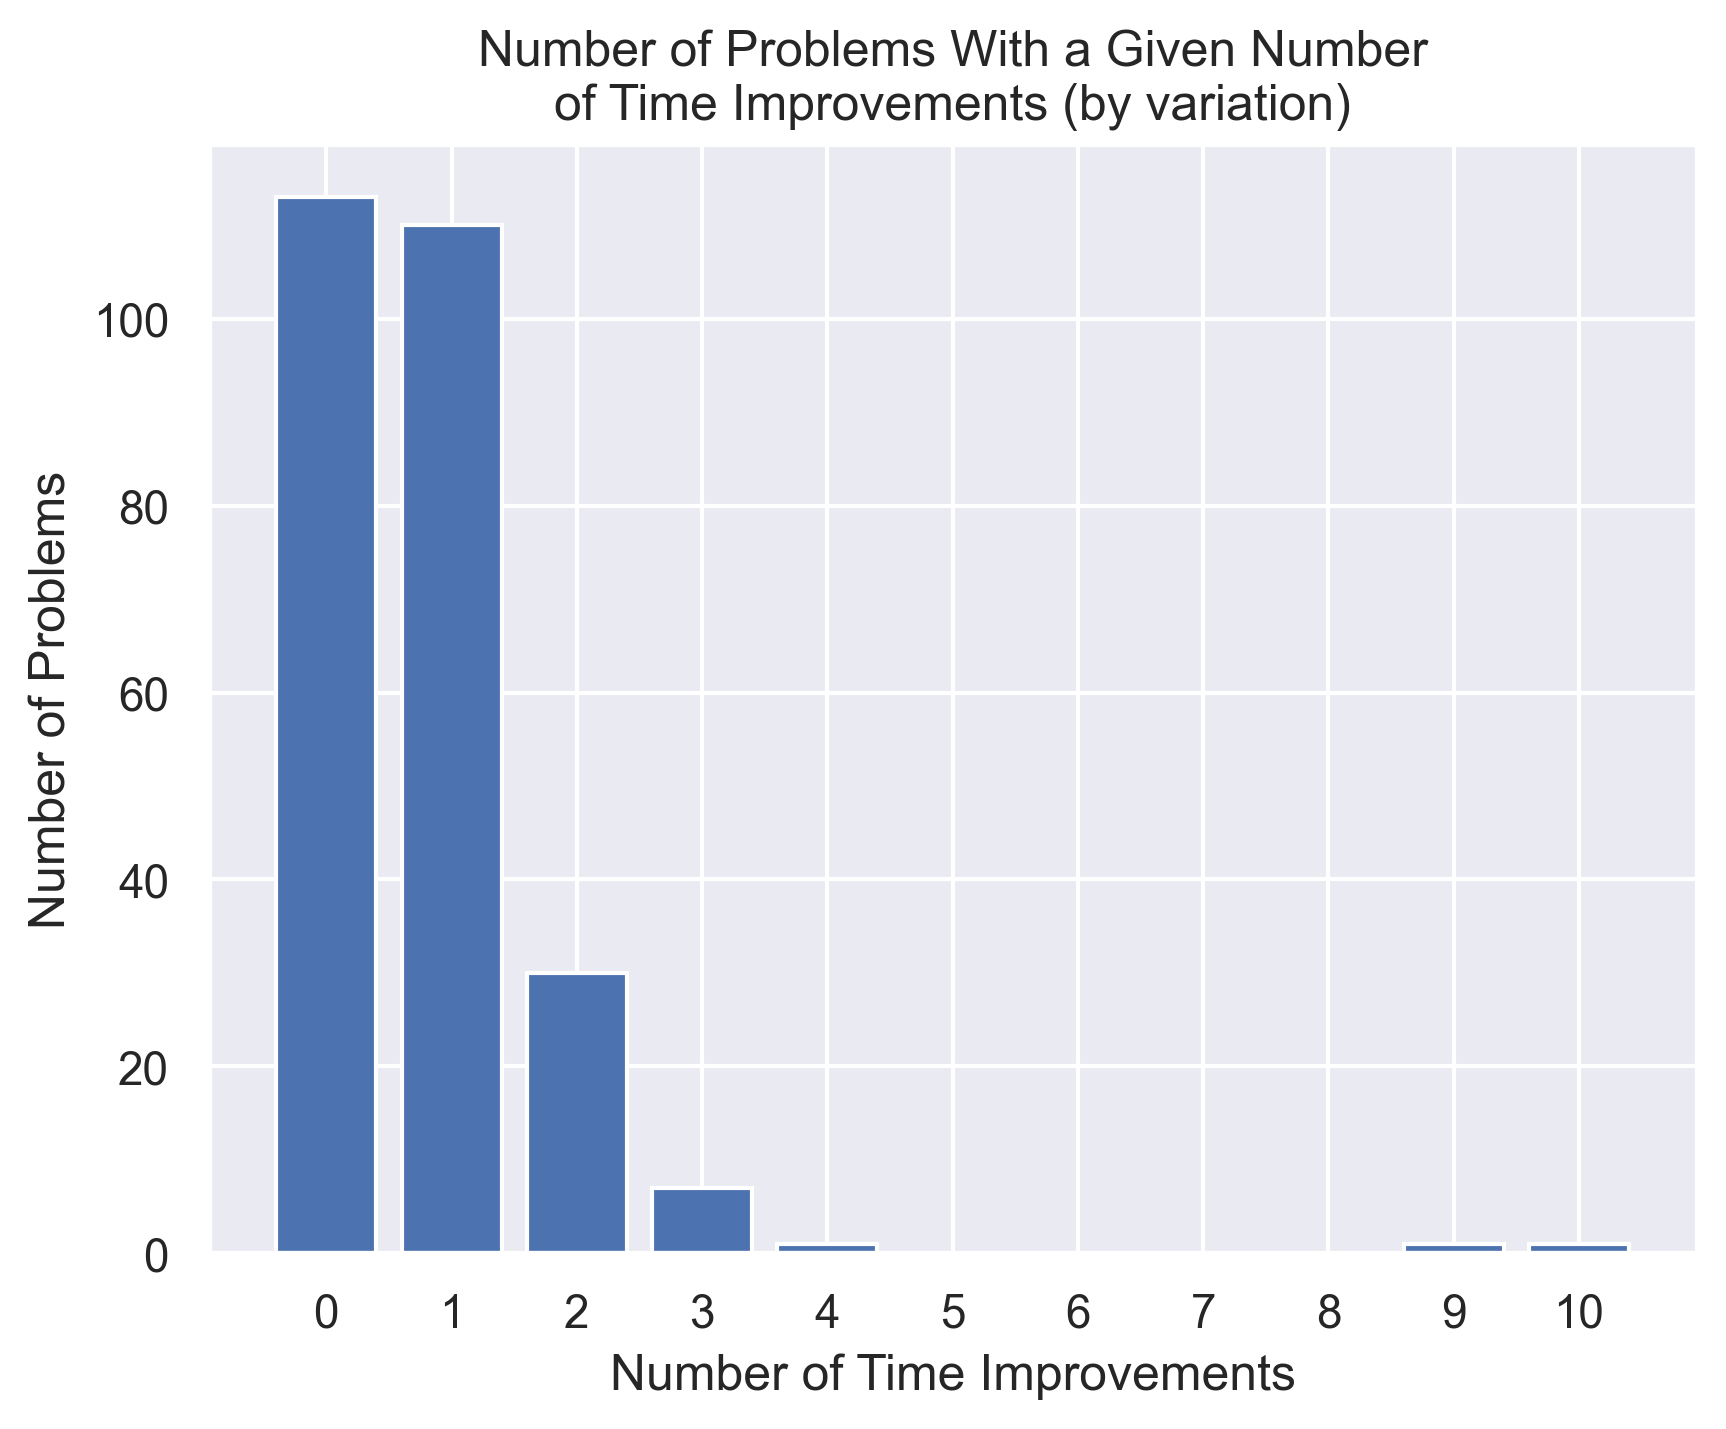 Number of Problems With a Given Number
of Time Improvements (by variation)
Number of Problems
100
80
60
40
20
0
0 1 2 3 4 5 6 7 8 9 10
Number of Time Improvements